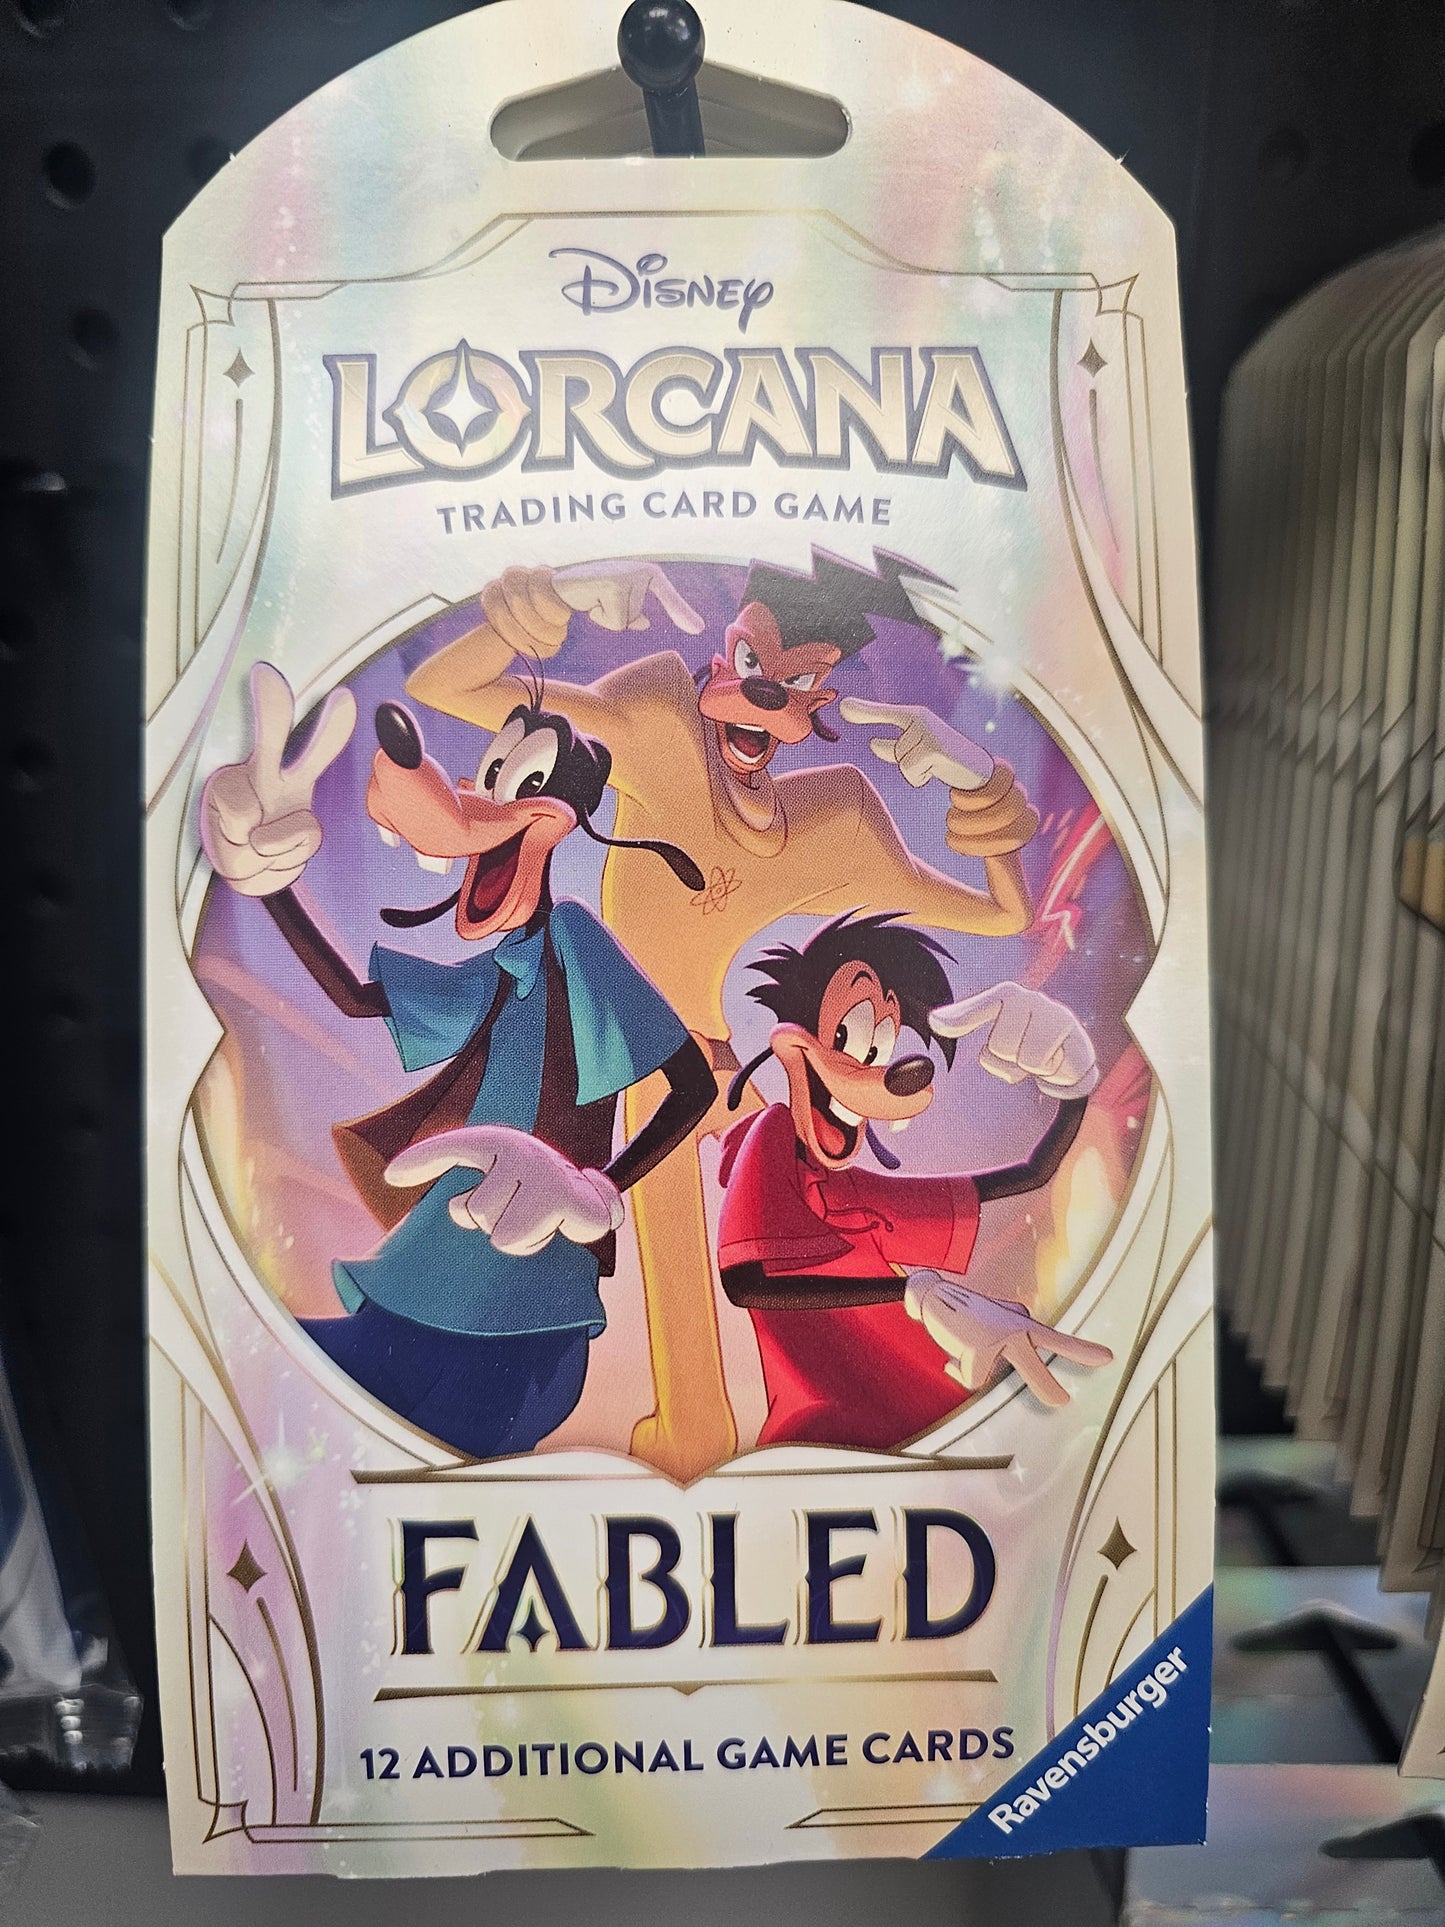 Disney
LORCANA
TRADING CARD GAME
FABLED
12 ADDITIONAL GAME CARDS
Ravensburger